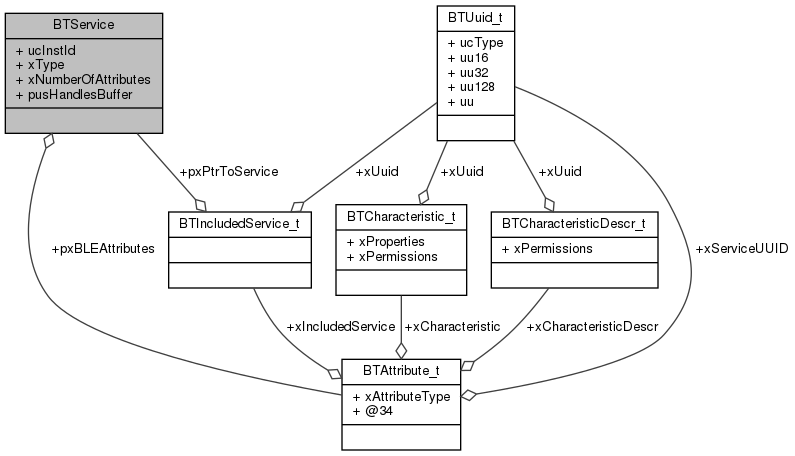 BTService
+ ucInstId
+ xType
+ xNumberOfAttributes
+ pusHandlesBuffer
BTUuid_t
+ ucType
+ uu16
+ uu32
+ uu128
+ uu
+pxPtrToService
+xUuid
+xUuid
+xUuid
BTIncludedService_t
BTCharacteristic_t
+ xProperties
+ xPermissions
BTCharacteristicDescr_t
+ xPermissions
+pxBLEAttributes
+xServiceUUID
+xIncludedService
+xCharacteristic
+xCharacteristicDescr
BTAttribute_t
+ xAttributeType
+ @34